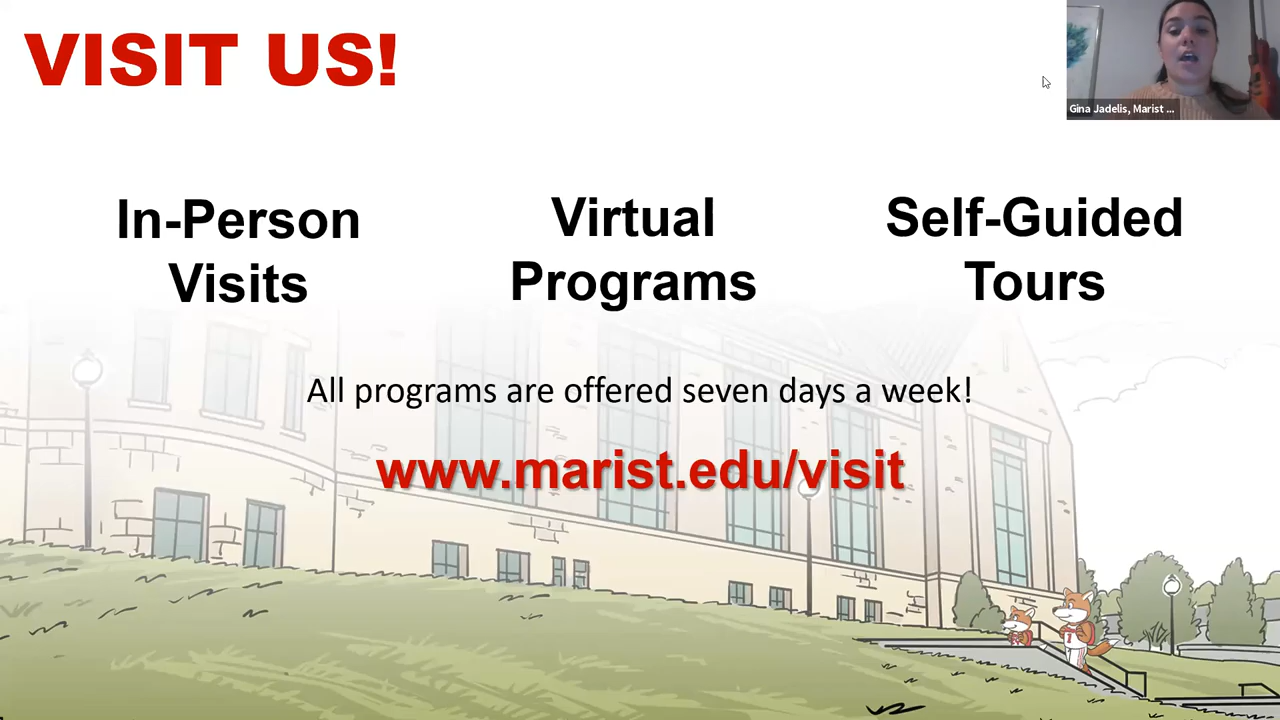 VISIT US!
Gina Jadelis, Marist ...
In-Person
Visits
Virtual
Programs
Self-Guided
Tours
All programs are offered seven days a week!
www.marist.edu/visit